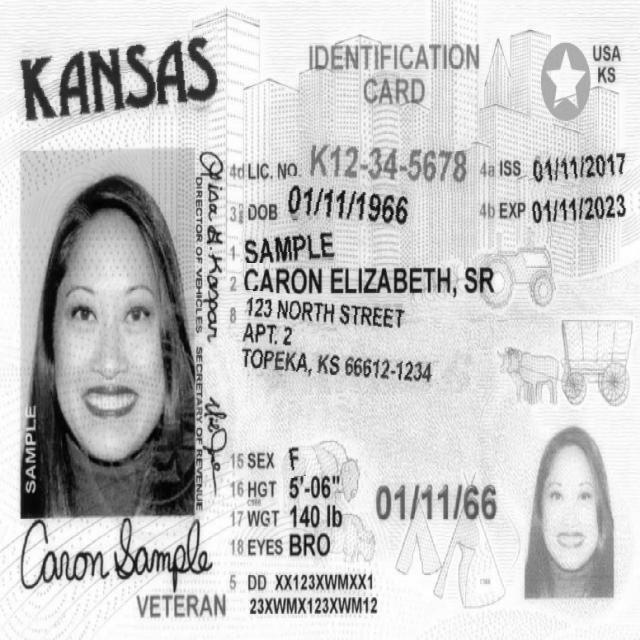 KANSAS
IDENTIFICATION
CARD
USA
KS
4d LIC. NO. K12-34-5678 4a ISS 01/11/2017
3 DOB 01/11/1966 4b EXP 01/11/2023
1 SAMPLE
2 CARON ELIZABETH, SR
8 123 NORTH STREET
APT. 2
TOPEKA, KS 66612-1234
DIRECTOR OF VEHICLES
SECRETARY OF REVENUE
SAMPLE
15 SEX F
16 HGT 5'-06"
17 WGT 140 lb
18 EYES BRO
01/11/66
Caron Sample
5 DD XX123XWMXX1
VETERAN 23XWMX123XWM12